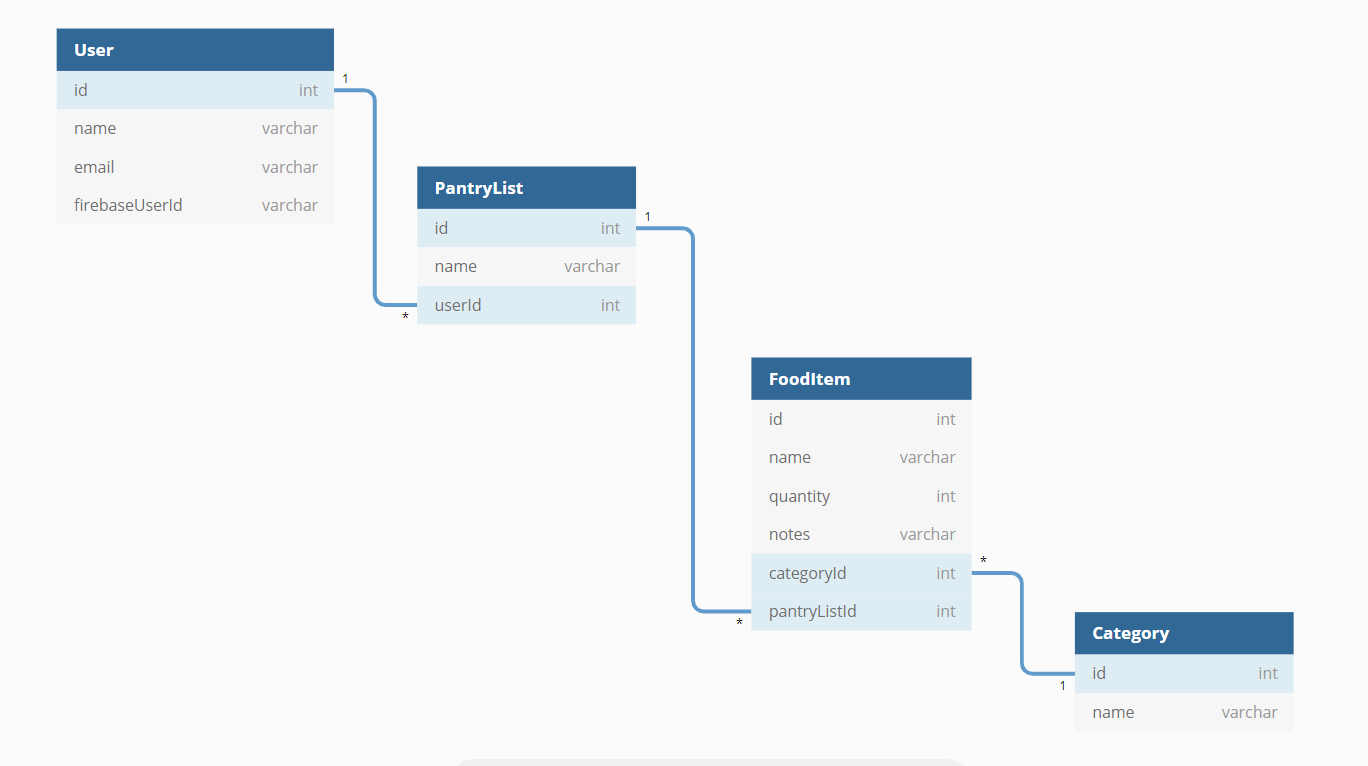 User
id int
name varchar
email varchar
firebaseUserId varchar
1
*
PantryList
id int
name varchar
userId int
1
*
FoodItem
id int
name varchar
quantity int
notes varchar
categoryId int
pantryListId int
*
1
Category
id int
name varchar